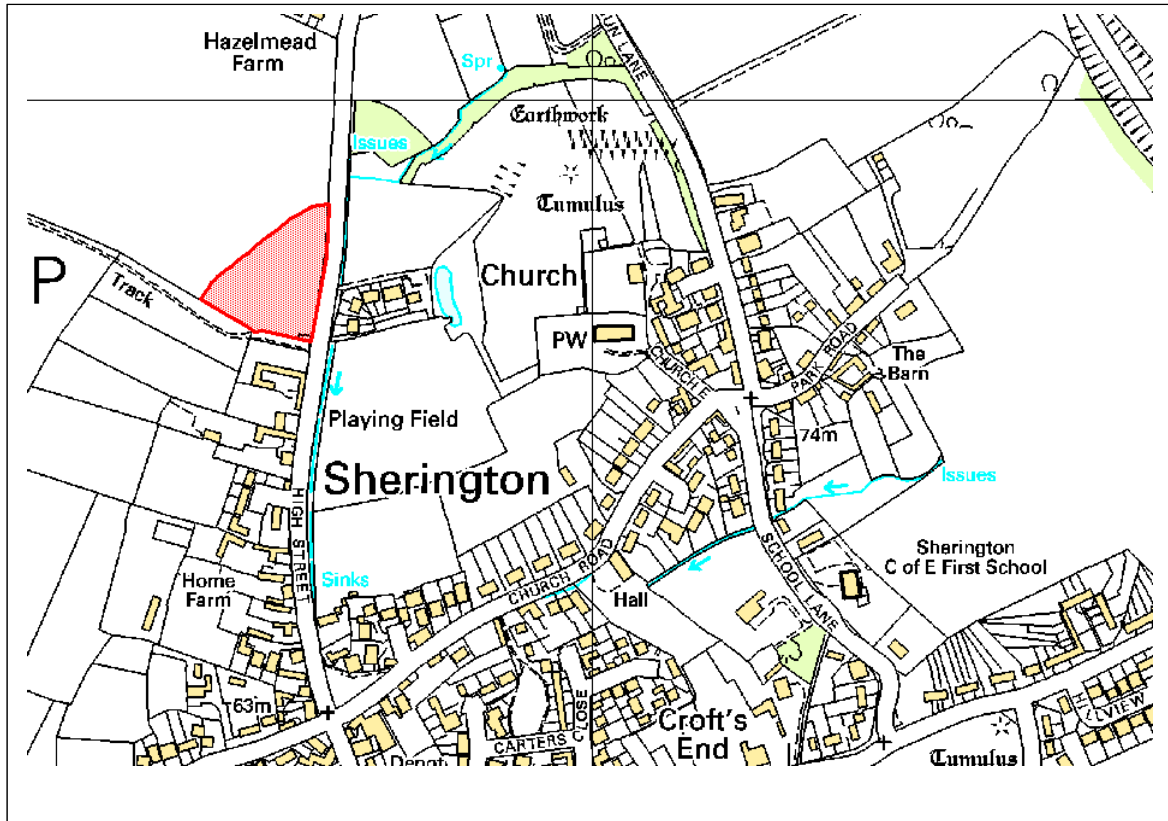 Hazelmead
Farm
Spr
UN LANE
Issues
Earthwork
Tumulus
P
Track
Church
PW
CHURCH E
PARK ROAD
The
Barn
Playing Field
74m
Sherington
Issues
HIGH STREET
Sherington
C of E First School
SCHOOL LANE
Home
Farm
Sinks
CHURCH ROAD
Hall
63m
CARTERS CLOSE
Croft's
End
Tumulus